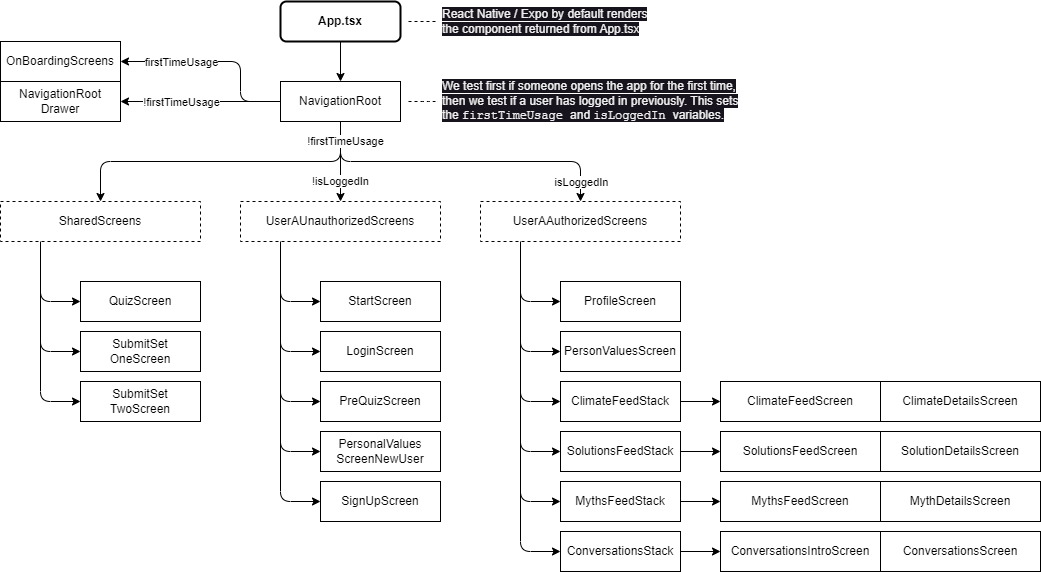 App.tsx
React Native / Expo by default renders
the component returned from App.tsx
OnBoardingScreens
firstTimeUsage
NavigationRoot
Drawer
!firstTimeUsage
NavigationRoot
We test first if someone opens the app for the first time,
then we test if a user has logged in previously. This sets
the firstTimeUsage and isLoggedIn variables.
!firstTimeUsage
!isLoggedIn
isLoggedIn
SharedScreens
UserAUnauthorizedScreens
UserAAuthorizedScreens
QuizScreen
StartScreen
ProfileScreen
SubmitSet
OneScreen
LoginScreen
PersonValuesScreen
SubmitSet
TwoScreen
PreQuizScreen
ClimateFeedStack
ClimateFeedScreen
ClimateDetailsScreen
PersonalValues
ScreenNewUser
SolutionsFeedStack
SolutionsFeedScreen
SolutionDetailsScreen
SignUpScreen
MythsFeedStack
MythsFeedScreen
MythDetailsScreen
ConversationsStack
ConversationsIntroScreen
ConversationsScreen